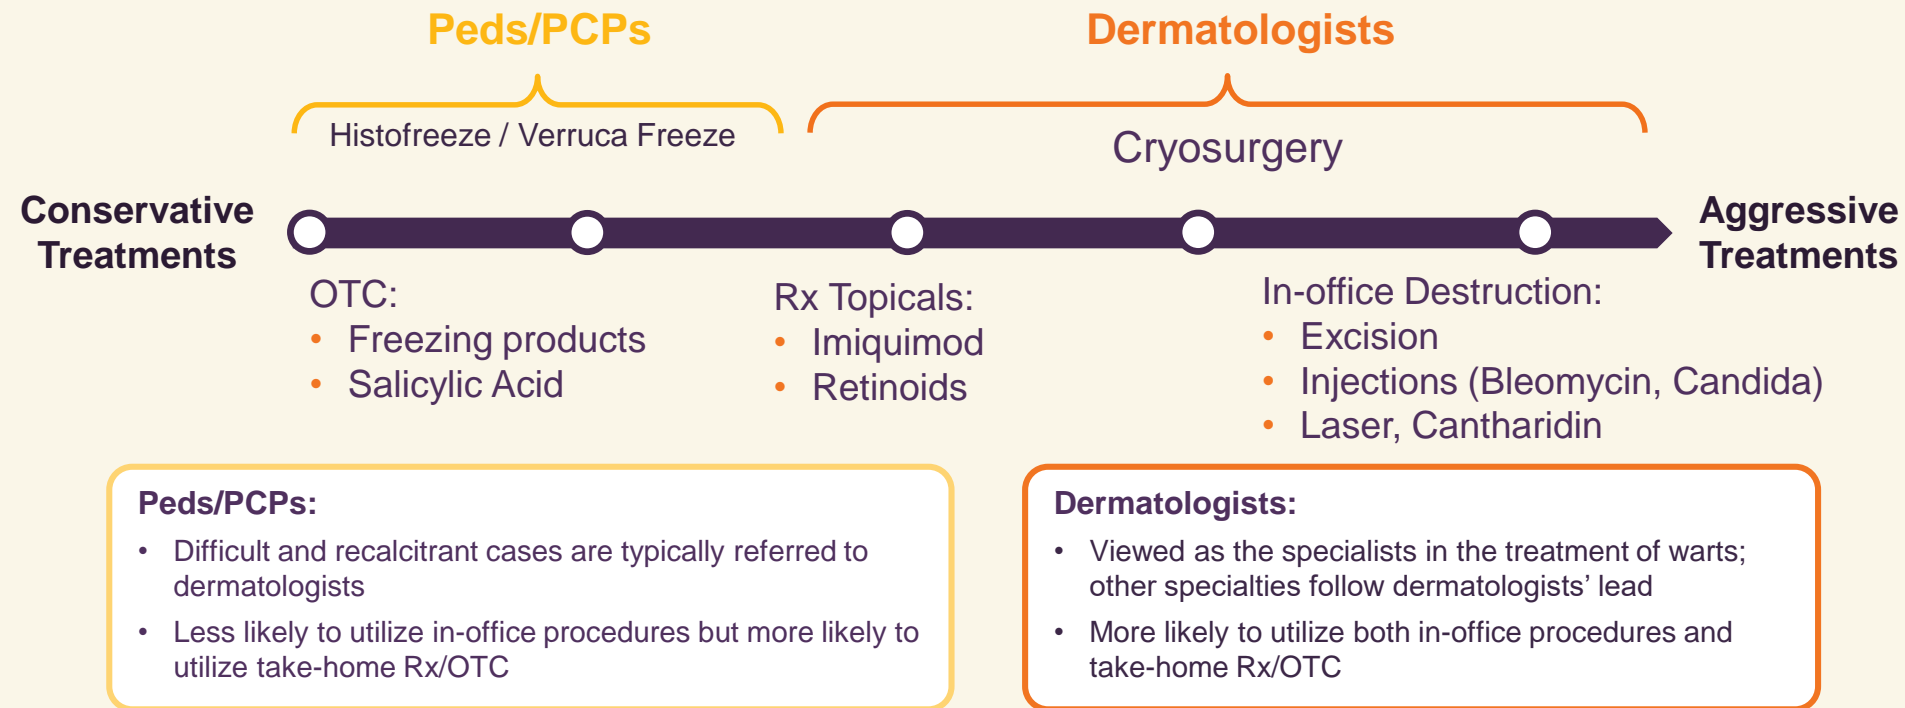 Peds/PCPs
Dermatologists
Histofreeze / Verruca Freeze
Cryosurgery
Conservative
Treatments
Aggressive
Treatments
OTC:
• Freezing products
• Salicylic Acid
Rx Topicals:
• Imiquimod
• Retinoids
In-office Destruction:
• Excision
• Injections (Bleomycin, Candida)
• Laser, Cantharidin
Peds/PCPs:
• Difficult and recalcitrant cases are typically referred to
dermatologists
• Less likely to utilize in-office procedures but more likely to
utilize take-home Rx/OTC
Dermatologists:
• Viewed as the specialists in the treatment of warts;
other specialties follow dermatologists’ lead
• More likely to utilize both in-office procedures and
take-home Rx/OTC